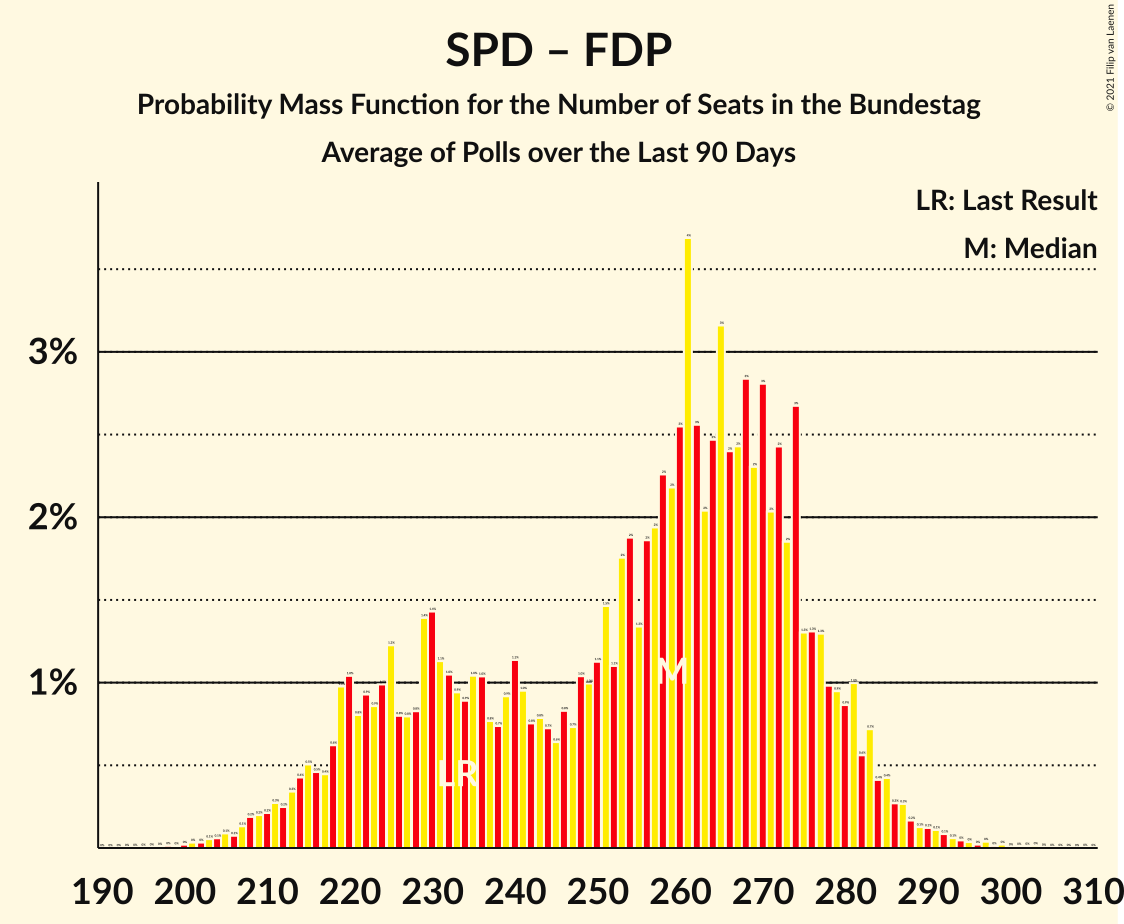 SPD – FDP
Probability Mass Function for the Number of Seats in the Bundestag
Average of Polls over the Last 90 Days
© 2021 Filip van Laenen
LR: Last Result
M: Median
3%
2%
1%
M
LR
190 200 210 220 230 240 250 260 270 280 290 300 310